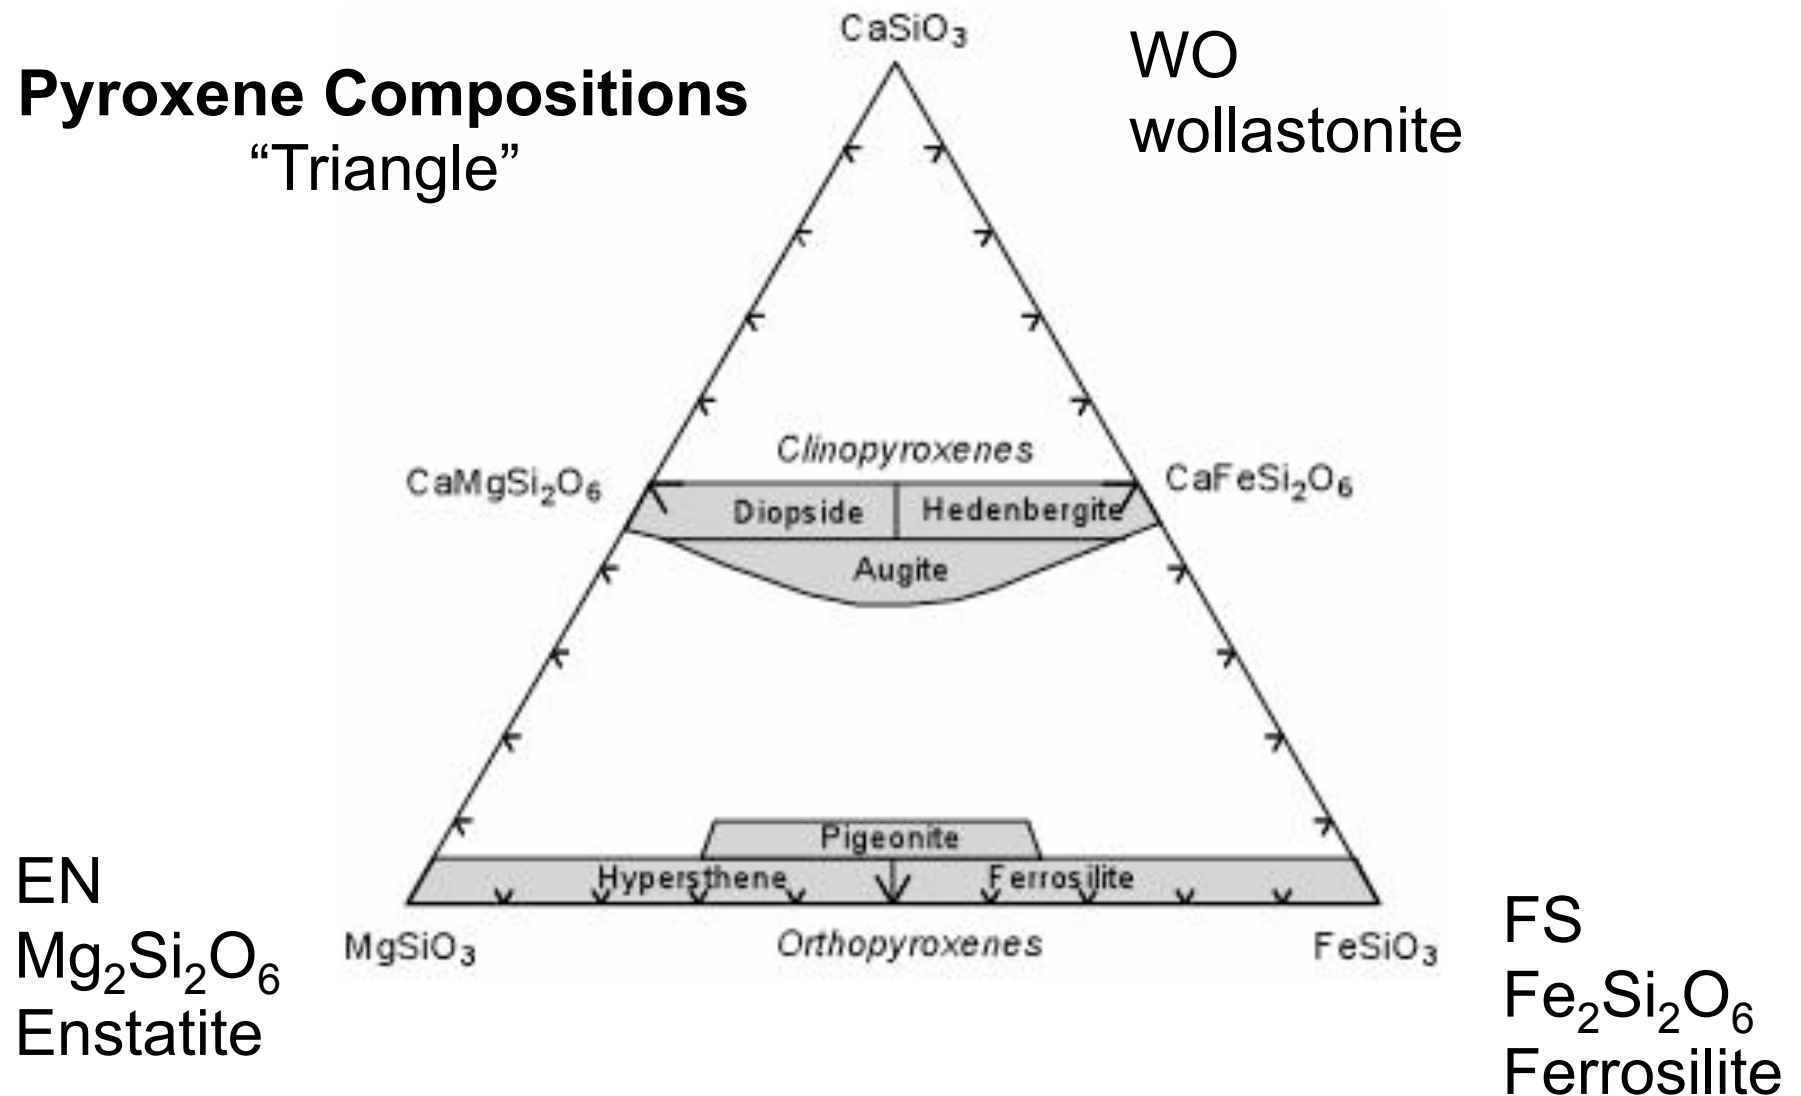 CaSiO₃
WO
wollastonite
Pyroxene Compositions
“Triangle”
Clinopyroxenes
CaMgSi₂O₆
CaFeSi₂O₆
Diopside
Hedenbergite
Augite
Pigeonite
Hypersthene
Ferrosilite
EN
Mg₂Si₂O₆
Enstatite
MgSiO₃
Orthopyroxenes
FeSiO₃
FS
Fe₂Si₂O₆
Ferrosilite